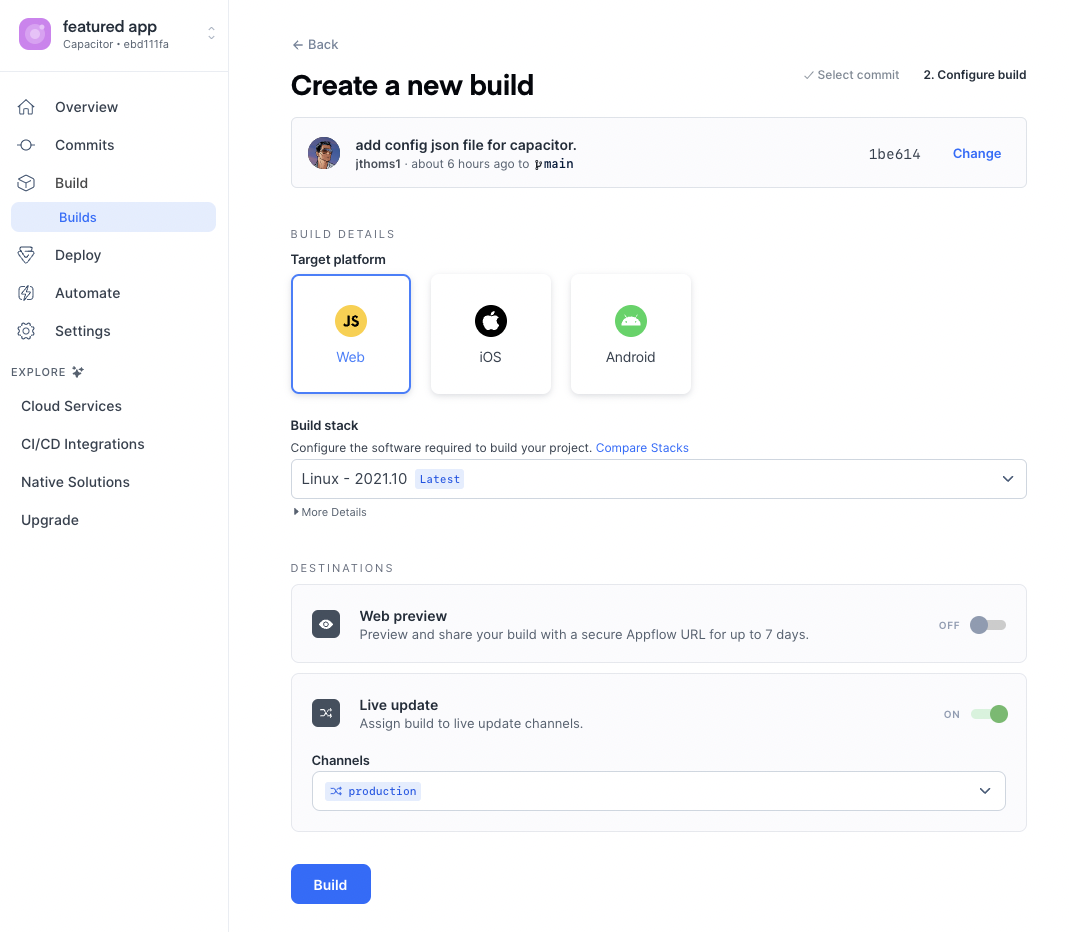 featured app
Capacitor • ebd111fa
Overview
Commits
Build
Builds
Deploy
Automate
Settings
EXPLORE
Cloud Services
CI/CD Integrations
Native Solutions
Upgrade
← Back
Create a new build
✓ Select commit
2. Configure build
add config json file for capacitor.
jthoms1 · about 6 hours ago to main
1be614
Change
BUILD DETAILS
Target platform
JS
Web
iOS
Android
Build stack
Configure the software required to build your project. Compare Stacks
Linux - 2021.10 Latest
More Details
DESTINATIONS
Web preview
Preview and share your build with a secure Appflow URL for up to 7 days.
OFF
Live update
Assign build to live update channels.
ON
Channels
production
Build